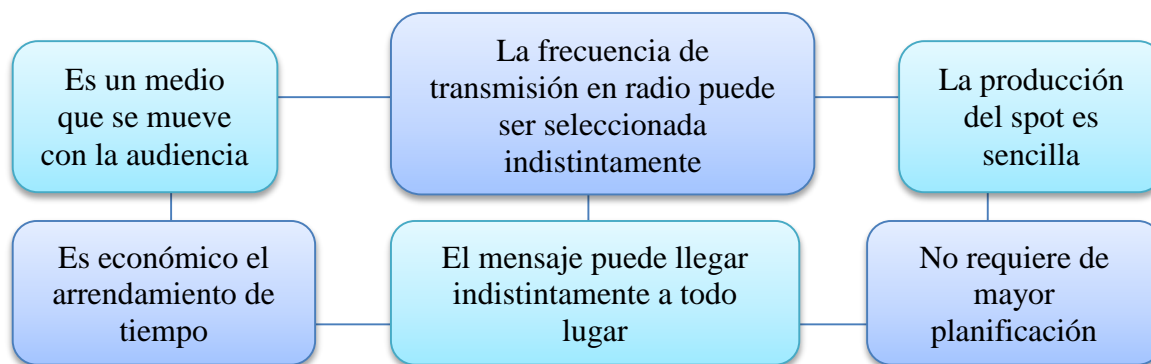 Es un medio
que se mueve
con la audiencia
La frecuencia de
transmisión en radio puede
ser seleccionada
indistintamente
La producción
del spot es
sencilla
Es económico el
arrendamiento de
tiempo
El mensaje puede llegar
indistintamente a todo
lugar
No requiere de
mayor
planificación